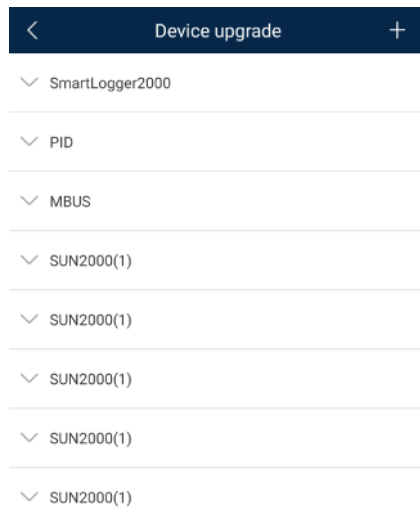 Device upgrade
SmartLogger2000
PID
MBUS
SUN2000(1)
SUN2000(1)
SUN2000(1)
SUN2000(1)
SUN2000(1)